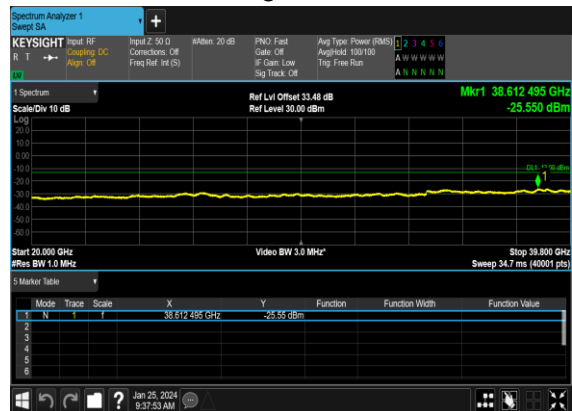 Spectrum Analyzer 1
Swept SA
+
KEYSIGHT Input: RF Input Z: 50 Ω #Atten: 20 dB PNO: Fast Avg Type: Power (RMS) 1 2 3 4 5 6
R T Coupling: DC Corrections: Off Gate: Off Avg|Hold: 100/100 A W W W W W
Align: Off Freq Ref: Int (S) IF Gain: Low Trig: Free Run
LW Sig Track: Off A N N N N N
1 Spectrum Ref Lvl Offset 33.48 dB Mkr1 38.612 495 GHz
Scale/Div 10 dB Ref Level 30.00 dBm -25.550 dBm
Log
20.0
10.0
0.00
-10.0
DL1 -13.00 dBm
1
-20.0
-30.0
-40.0
-50.0
-60.0
Start 20.000 GHz Video BW 3.0 MHz* Stop 39.800 GHz
#Res BW 1.0 MHz Sweep 34.7 ms (40001 pts)
5 Marker Table
Mode Trace Scale X Y Function Function Width Function Value
1 N 1 f 38.612 495 GHz -25.55 dBm
2
3
4
5
6
? Jan 25, 2024
9:37:53 AM